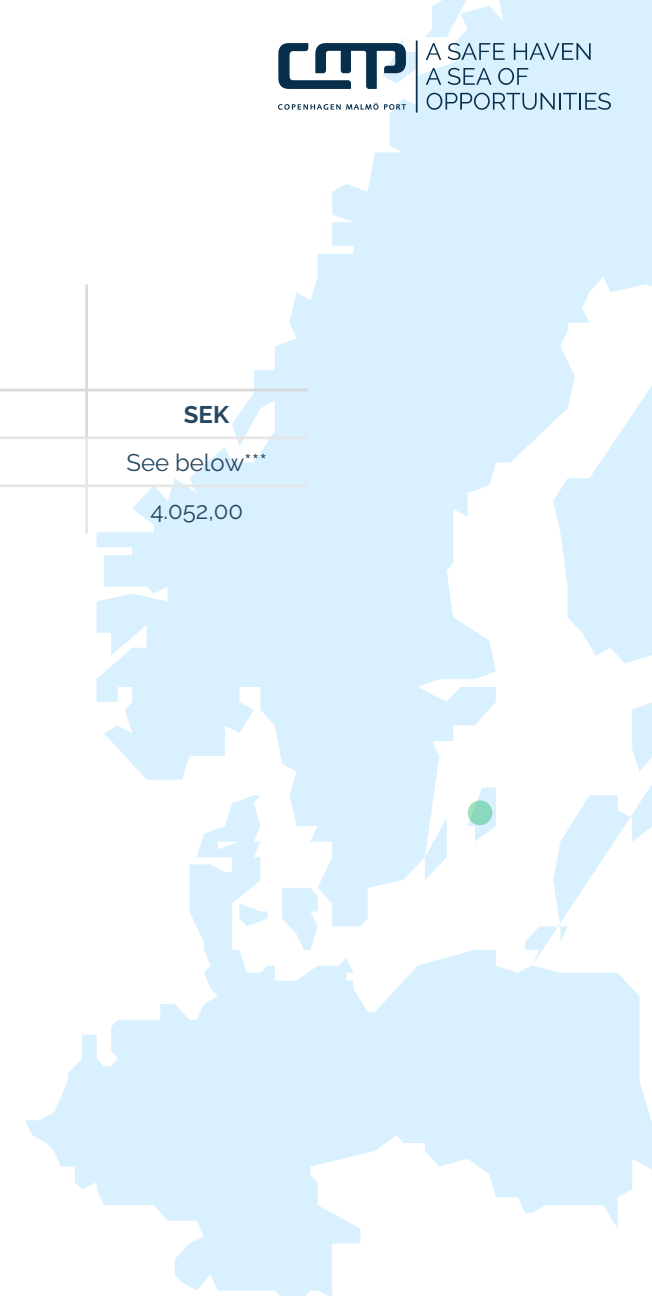 CMP
COPENHAGEN MALMÖ PORT
A SAFE HAVEN
A SEA OF
OPPORTUNITIES
SEK
See below***
4.052,00